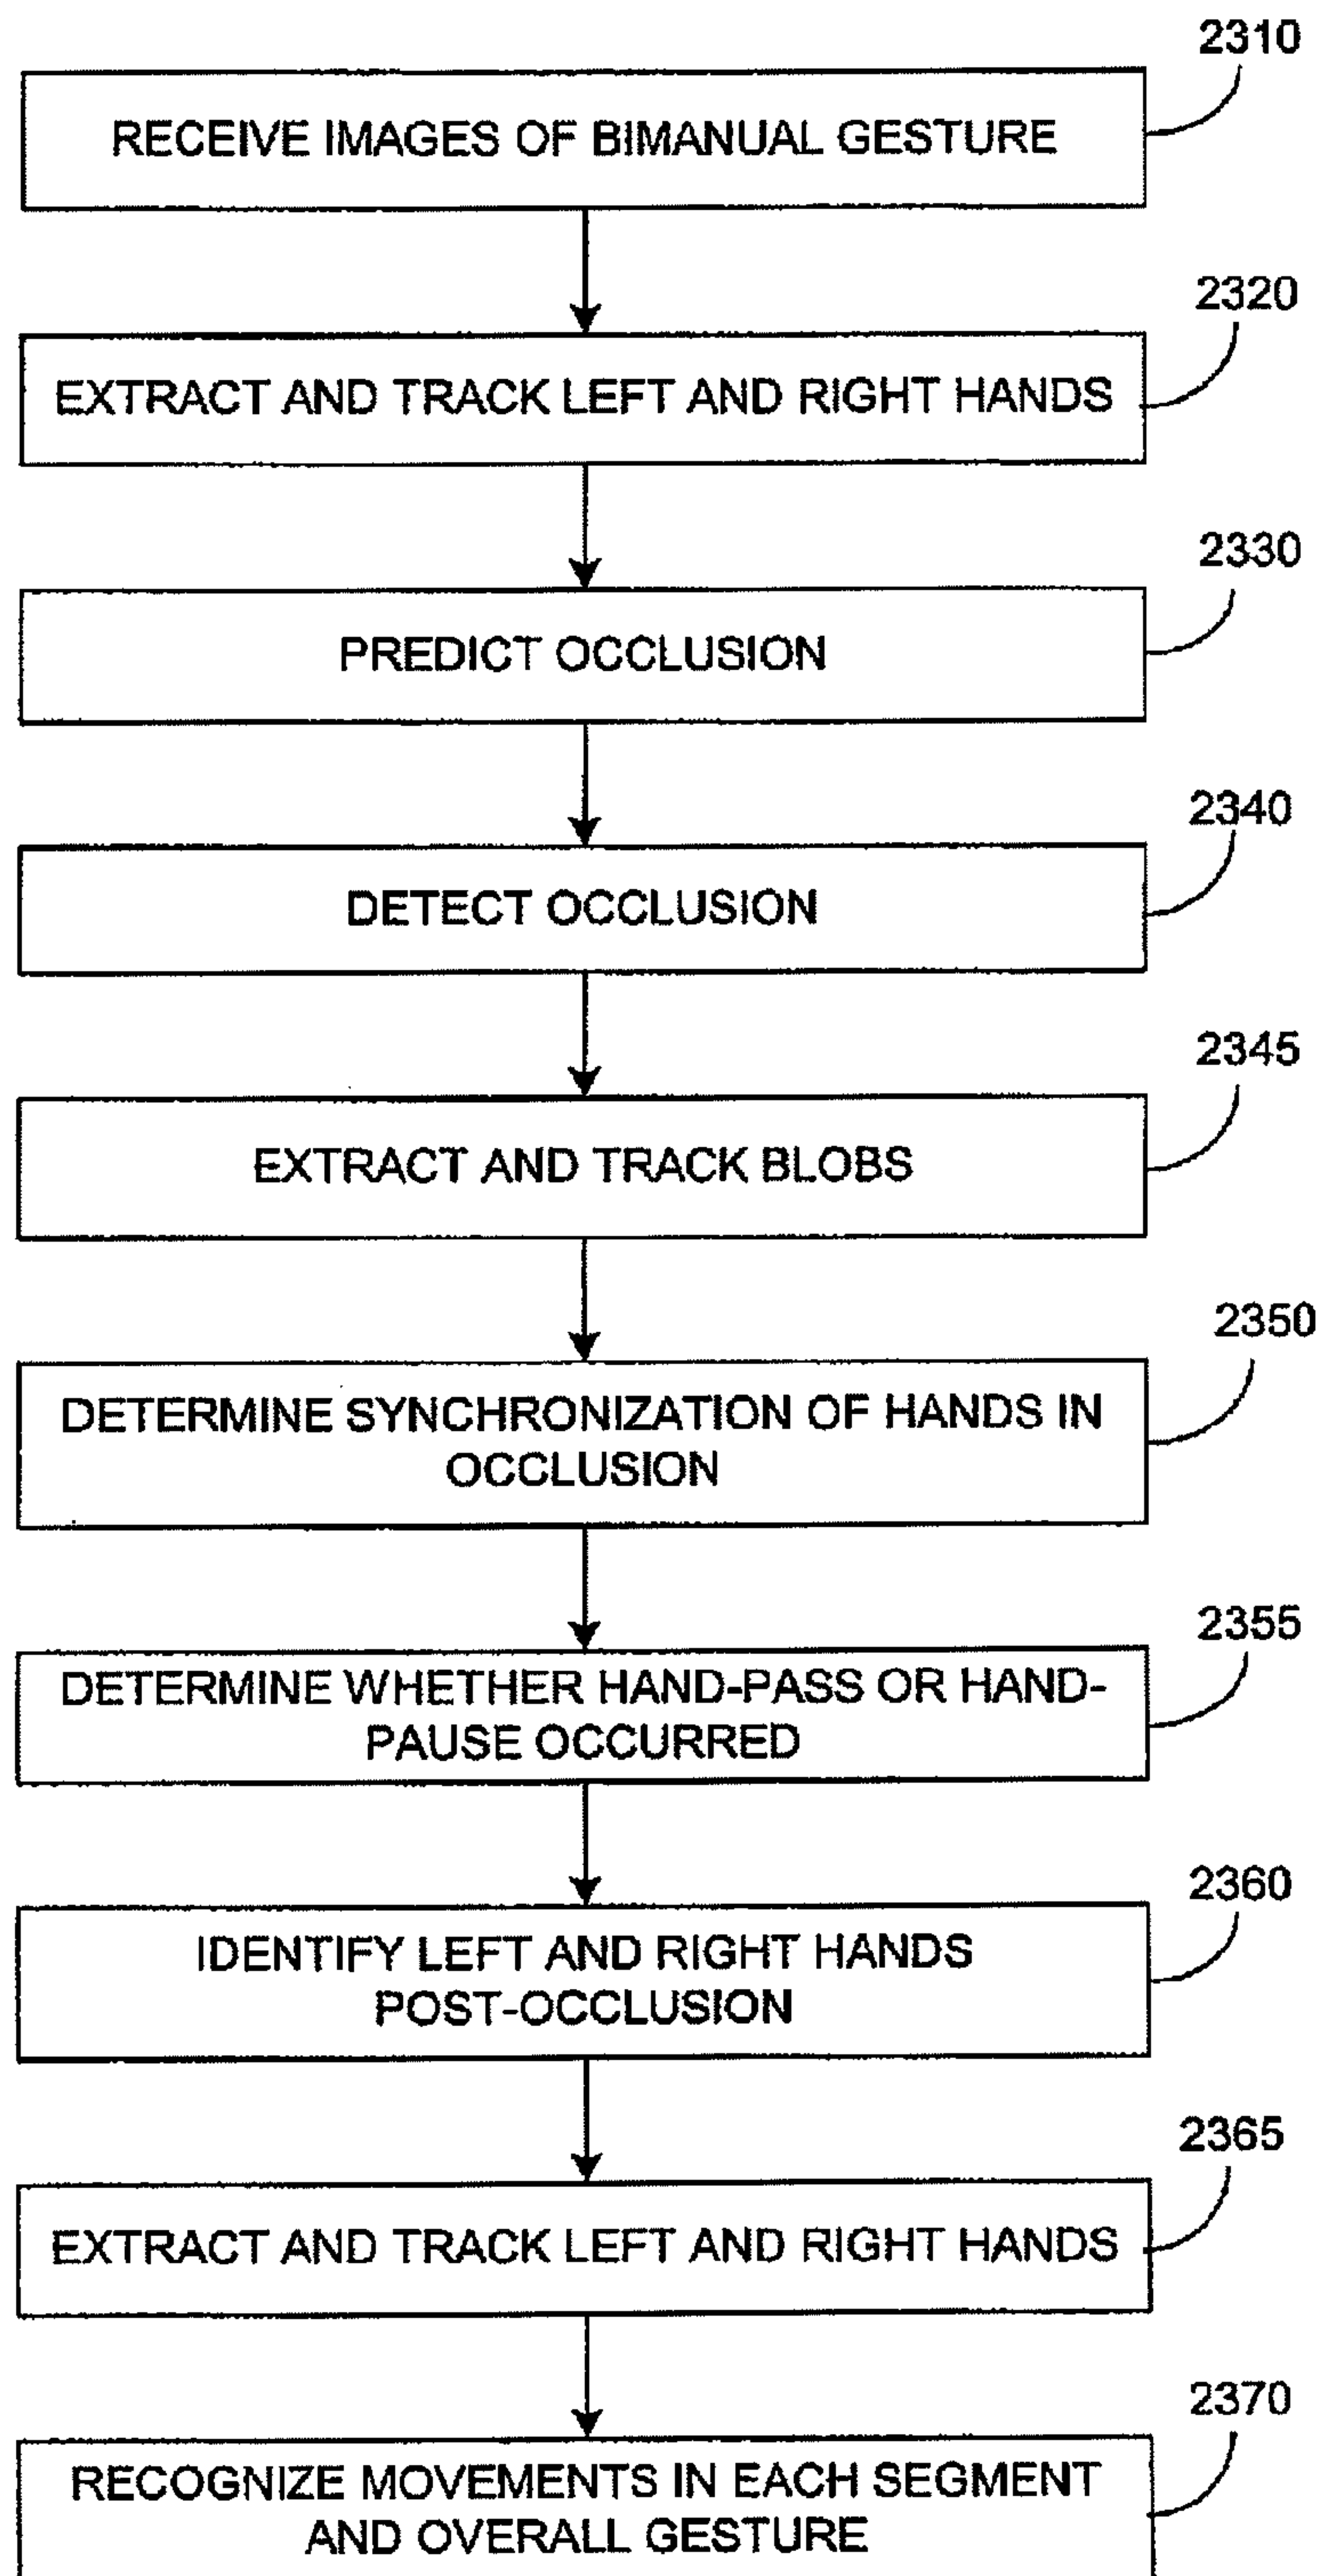 2310
RECEIVE IMAGES OF BIMANUAL GESTURE
2320
EXTRACT AND TRACK LEFT AND RIGHT HANDS
2330
PREDICT OCCLUSION
2340
DETECT OCCLUSION
2345
EXTRACT AND TRACK BLOBS
2350
DETERMINE SYNCHRONIZATION OF HANDS IN
OCCLUSION
2355
DETERMINE WHETHER HAND-PASS OR HAND-
PAUSE OCCURRED
2360
IDENTIFY LEFT AND RIGHT HANDS
POST-OCCLUSION
2365
EXTRACT AND TRACK LEFT AND RIGHT HANDS
2370
RECOGNIZE MOVEMENTS IN EACH SEGMENT
AND OVERALL GESTURE